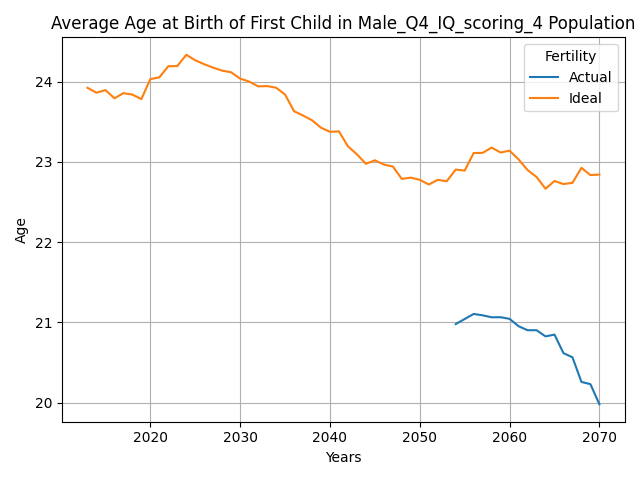 Average Age at Birth of First Child in Male_Q4_IQ_scoring_4 Population
Fertility
Actual
Ideal
Age
24
23
22
21
20
2020 2030 2040 2050 2060 2070
Years